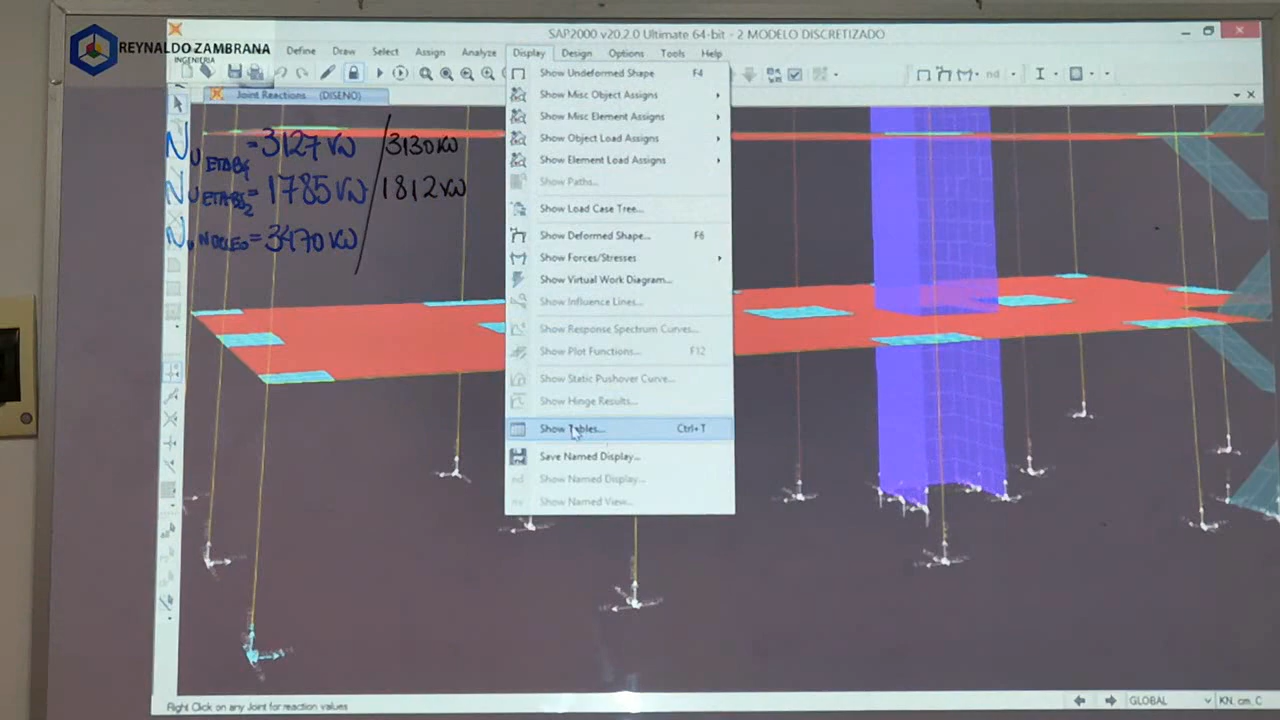 SAP2000 v20.2.0 Ultimate 64-bit - 2 MODELO DISCRETIZADO
REYNALDO ZAMBRANA
INGENIERIA
Define Draw Select Assign Analyze Display Design Options Tools Help
nd
Joint Reactions (DISENO)
Show Undeformed Shape F4
Show Misc Object Assigns
Show Misc Element Assigns
Show Object Load Assigns
Show Element Load Assigns
Show Paths...
Show Load Case Tree...
Show Deformed Shape... F6
Show Forces/Stresses
Show Virtual Work Diagram...
Show Influence Lines...
Show Response Spectrum Curves...
Show Plot Functions... F12
Show Static Pushover Curve...
Show Hinge Results...
Show Tables... Ctrl+T
Save Named Display...
Show Named Display...
Show Named View...
Nu ETABS1 = 3127 kN / 3130 kN
Nu ETABS2 = 1785 kN / 1812 kN
Nu NUCLEO = 3470 kN /
Right Click on any Joint for reaction values
GLOBAL
KN, cm, C